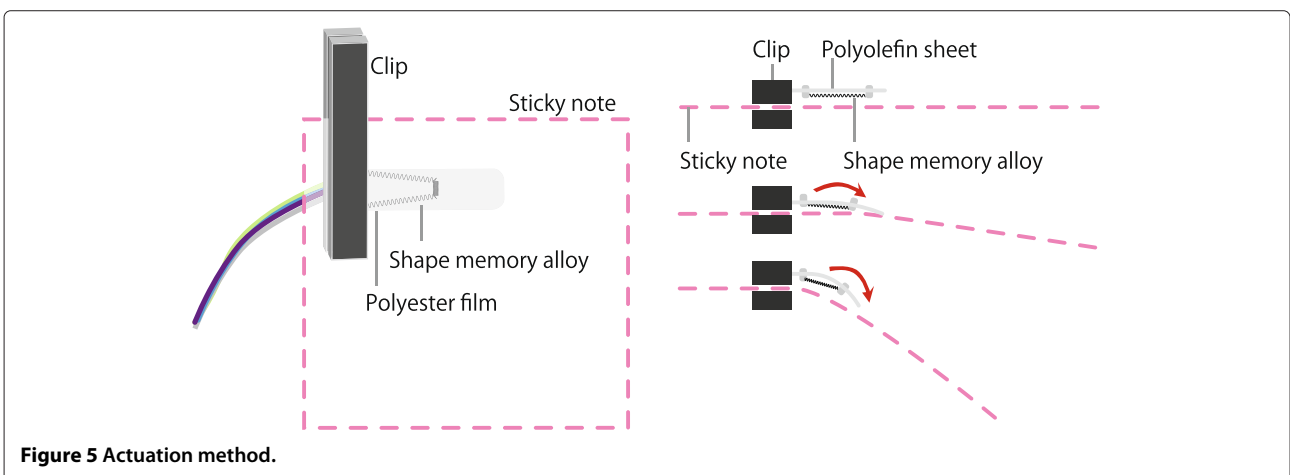 Clip
Sticky note
Shape memory alloy
Polyester film
Clip Polyolefin sheet
Sticky note Shape memory alloy
Figure 5 Actuation method.